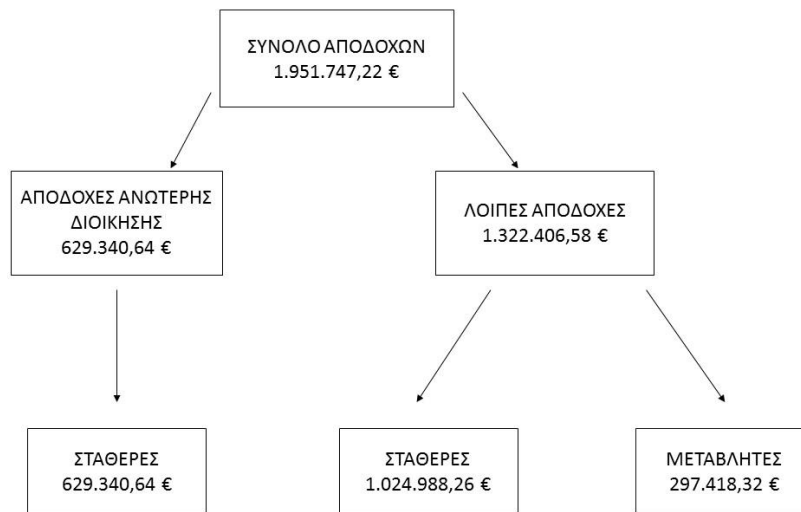 ΣΥΝΟΛΟ ΑΠΟΔΟΧΩΝ
1.951.747,22 €
ΑΠΟΔΟΧΕΣ ΑΝΩΤΕΡΗΣ
ΔΙΟΙΚΗΣΗΣ
629.340,64 €
ΛΟΙΠΕΣ ΑΠΟΔΟΧΕΣ
1.322.406,58 €
ΣΤΑΘΕΡΕΣ
629.340,64 €
ΣΤΑΘΕΡΕΣ
1.024.988,26 €
ΜΕΤΑΒΛΗΤΕΣ
297.418,32 €